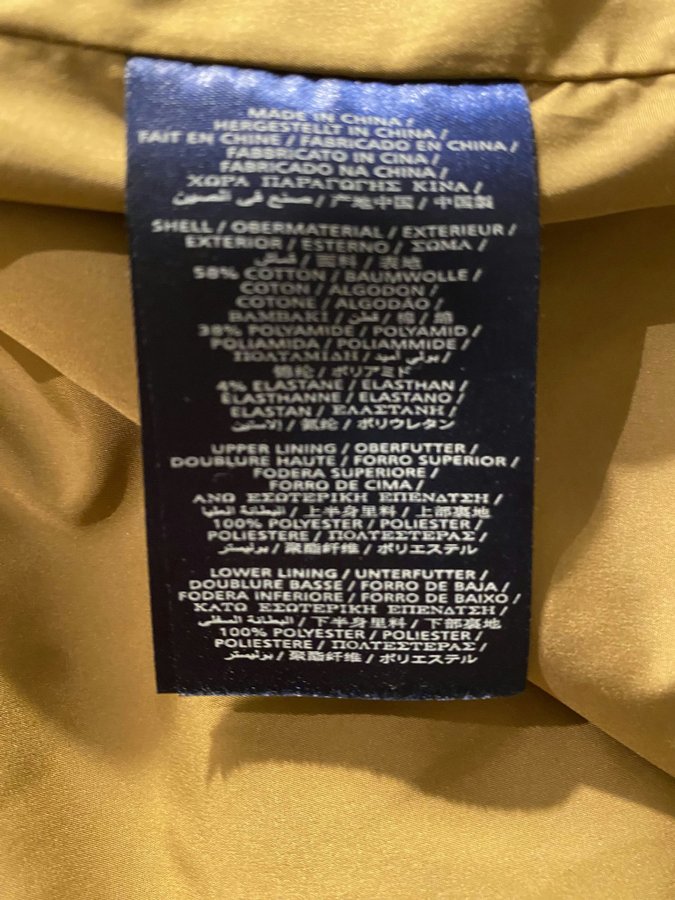 MADE IN CHINA /
HERGESTELLT IN CHINA /
FAIT EN CHINE / FABRICADO EN CHINA /
FABBRICATO IN CINA /
FABRICADO NA CHINA /
ΧΩΡΑ ΠΑΡΑΓΩΓΗΣ ΚΙΝΑ /
صنع في الصين / 产地中国 / 中国製
SHELL / OBERMATERIAL / EXTERIEUR /
EXTERIOR / ESTERNO / ΣΩΜΑ /
/ 面料 / 表地
58% COTTON / BAUMWOLLE /
COTON / ALGODON /
COTONE / ALGODÃO /
ΒΑΜΒΑΚΙ / قطن / 棉 / 綿
38% POLYAMIDE / POLYAMID /
POLIAMIDA / POLIAMMIDE /
ΠΟΛΥΑΜΙΔΗ / بولي أميد /
锦纶 / ポリアミド
4% ELASTANE / ELASTHAN /
ELASTHANNE / ELASTANO /
ELASTAN / ΕΛΑΣΤΑΝΗ /
الاستين / 氨纶 / ポリウレタン
UPPER LINING / OBERFUTTER /
DOUBLURE HAUTE / FORRO SUPERIOR /
FODERA SUPERIORE /
FORRO DE CIMA /
ΑΝΩ ΕΣΩΤΕΡΙΚΗ ΕΠΕΝΔΥΣΗ /
البطانة العليا / 上半身里料 / 上部裏地
100% POLYESTER / POLIESTER /
POLIESTERE / ΠΟΛΥΕΣΤΕΡΑΣ /
بوليستر / 聚酯纤维 / ポリエステル
LOWER LINING / UNTERFUTTER /
DOUBLURE BASSE / FORRO DE BAJA /
FODERA INFERIORE / FORRO DE BAIXO /
ΚΑΤΩ ΕΣΩΤΕΡΙΚΗ ΕΠΕΝΔΥΣΗ /
البطانة السفلى / 下半身里料 / 下部裏地
100% POLYESTER / POLIESTER /
POLIESTERE / ΠΟΛΥΕΣΤΕΡΑΣ /
بوليستر / 聚酯纤维 / ポリエステル